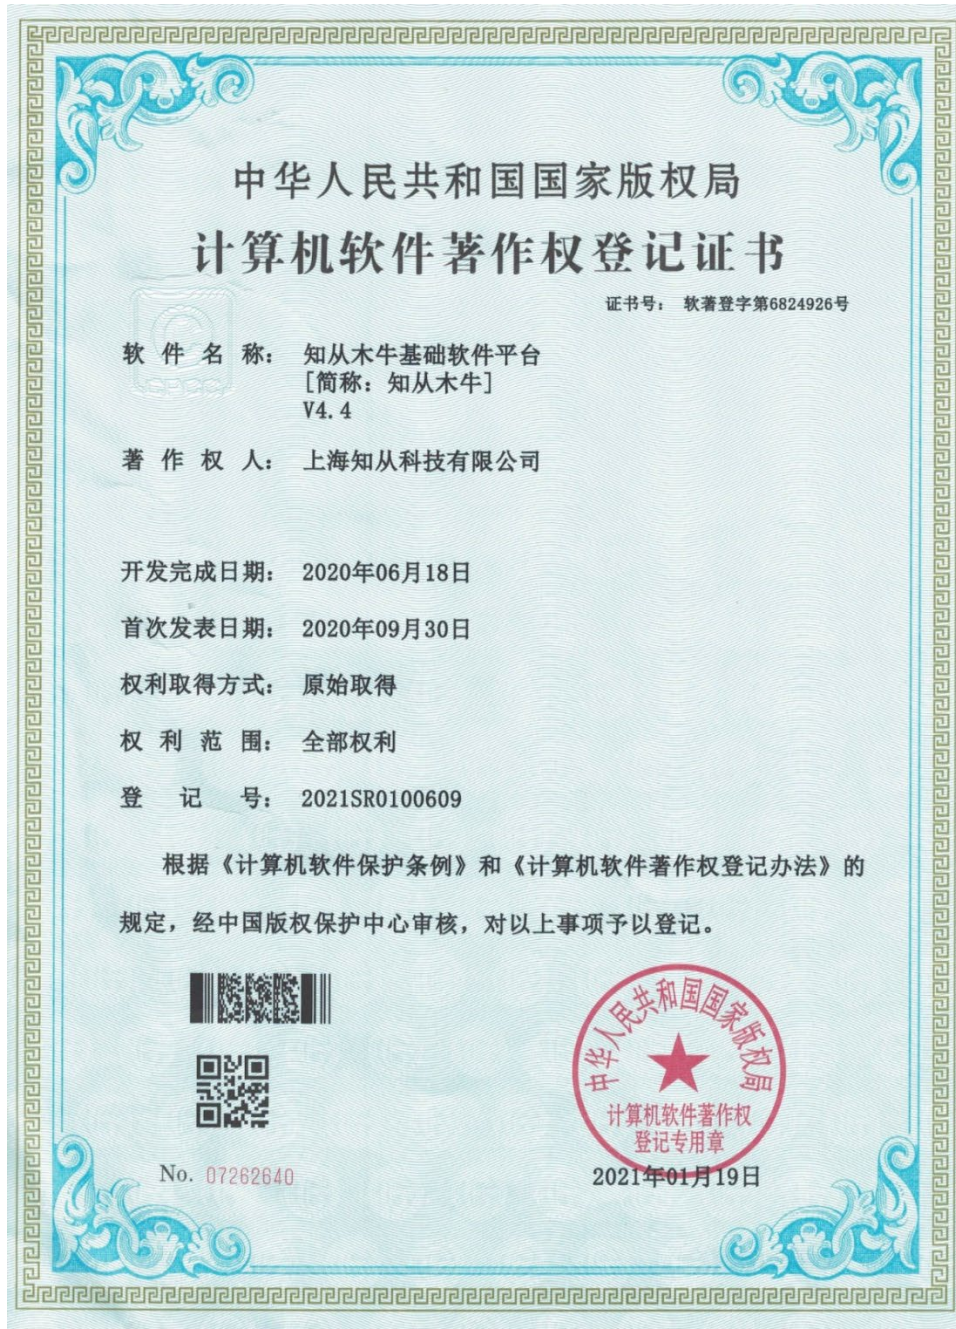 中华人民共和国国家版权局
计算机软件著作权登记证书
证书号： 软著登字第6824926号
软件名称： 知从木牛基础软件平台
[简称：知从木牛]
V4.4
著作权人： 上海知从科技有限公司
开发完成日期： 2020年06月18日
首次发表日期： 2020年09月30日
权利取得方式： 原始取得
权利范围： 全部权利
登记号： 2021SR0100609
根据《计算机软件保护条例》和《计算机软件著作权登记办法》的
规定，经中国版权保护中心审核，对以上事项予以登记。
中华人民共和国国家版权局
计算机软件著作权
登记专用章
No. 07262640
2021年01月19日